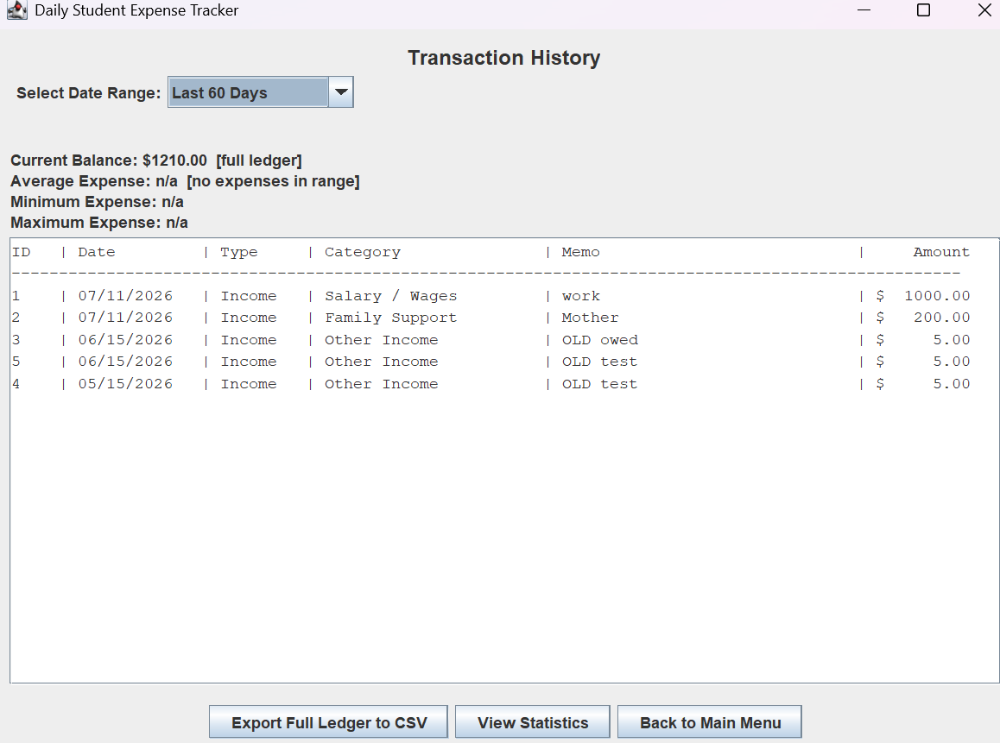 Daily Student Expense Tracker
Transaction History
Select Date Range: Last 60 Days
Current Balance: $1210.00  [full ledger]
Average Expense: n/a  [no expenses in range]
Minimum Expense: n/a
Maximum Expense: n/a
ID | Date | Type | Category | Memo | Amount
----------------------------------------------------------------------------------------------------
1 | 07/11/2026 | Income | Salary / Wages | work | $ 1000.00
2 | 07/11/2026 | Income | Family Support | Mother | $ 200.00
3 | 06/15/2026 | Income | Other Income | OLD owed | $ 5.00
5 | 06/15/2026 | Income | Other Income | OLD test | $ 5.00
4 | 05/15/2026 | Income | Other Income | OLD test | $ 5.00
Export Full Ledger to CSV View Statistics Back to Main Menu